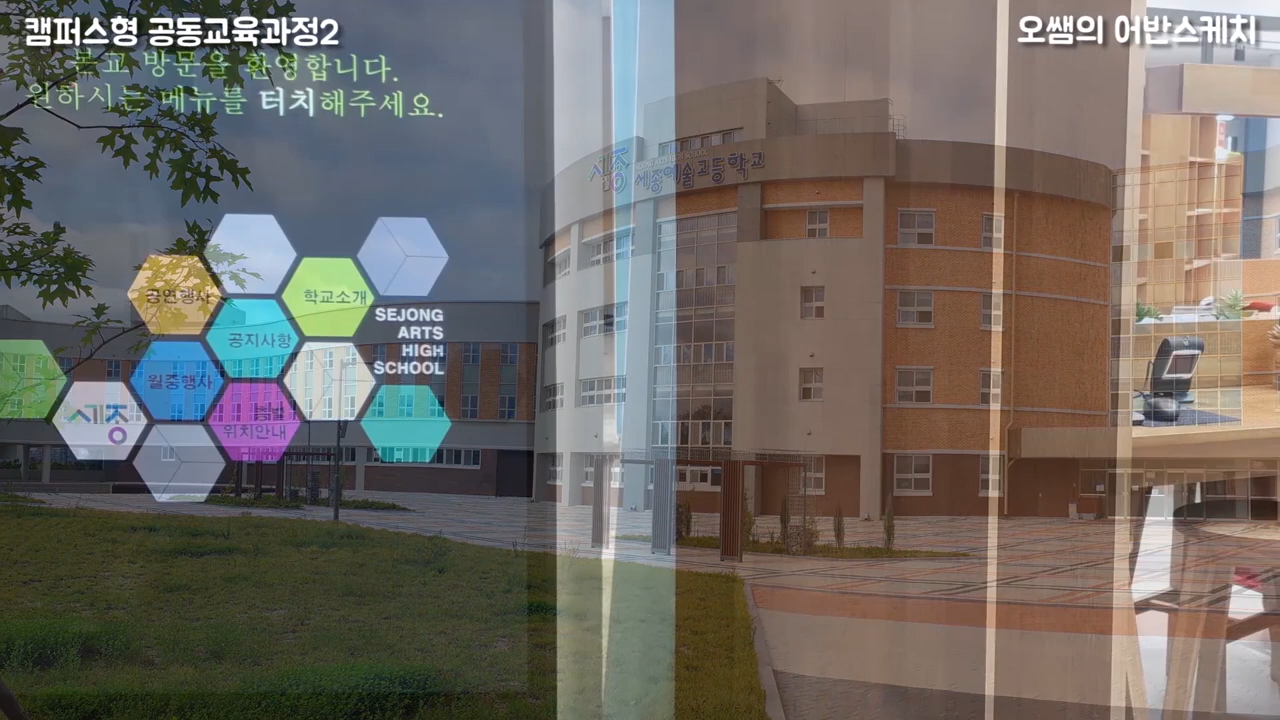 캠퍼스형 공동교육과정2
오쌤의 어반스케치
본교 방문을 환영합니다.
원하시는 메뉴를 터치해주세요.
세종 세종예술고등학교
공연행사
학교소개
공지사항
SEJONG
ARTS
HIGH
SCHOOL
월중행사
세종
층별
위치안내